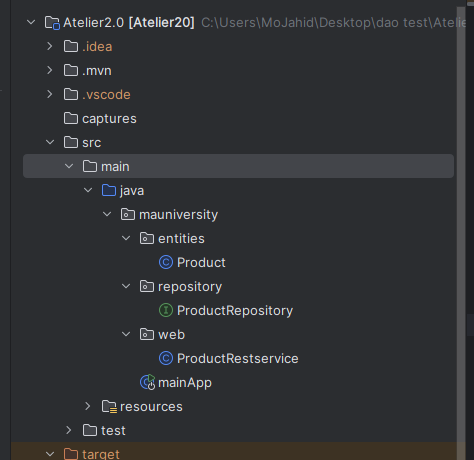 Atelier2.0 [Atelier20] C:\Users\MoJahid\Desktop\dao test\Atelie
.idea
.mvn
.vscode
captures
src
main
java
mauniversity
entities
Product
repository
ProductRepository
web
ProductRestservice
mainApp
resources
test
target